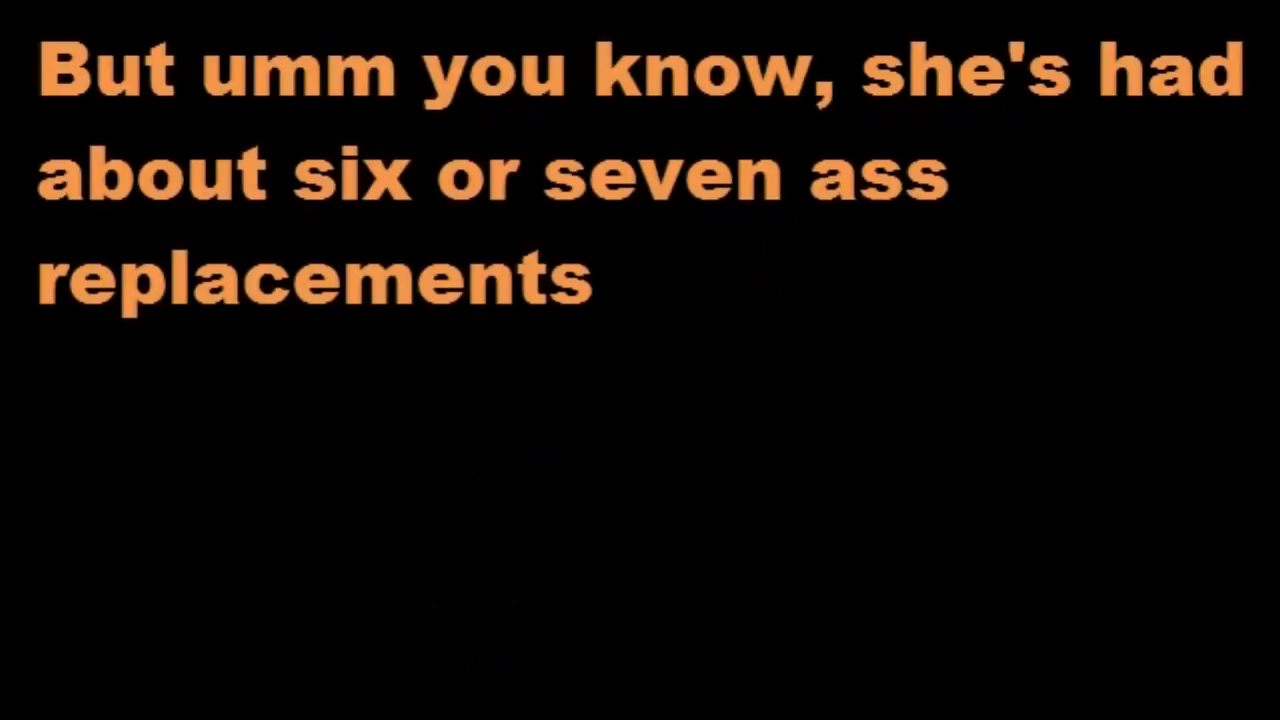 But umm you know, she's had
about six or seven ass
replacements